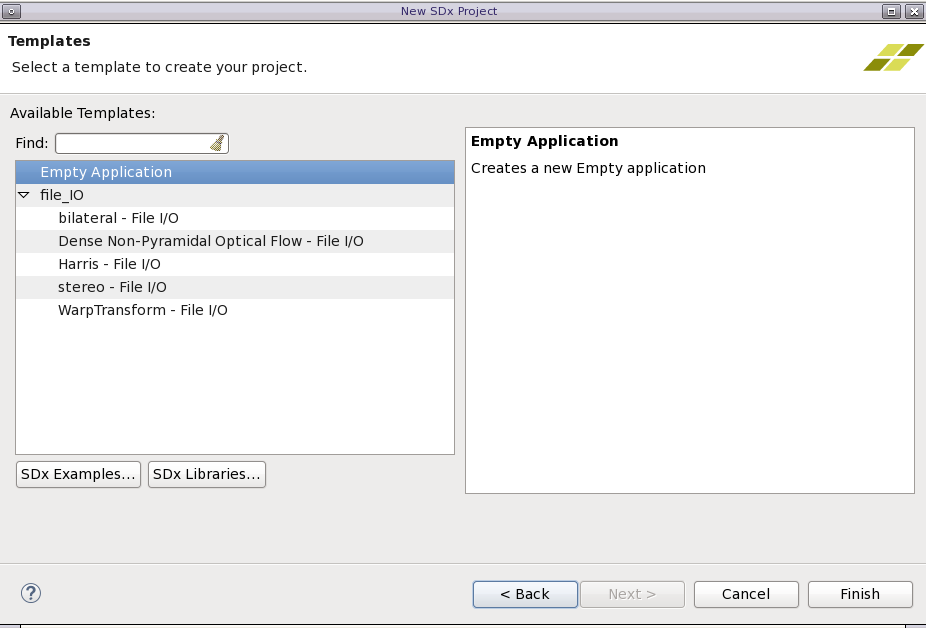 New SDx Project
Templates
Select a template to create your project.
Available Templates:
Find:
Empty Application
file_IO
bilateral - File I/O
Dense Non-Pyramidal Optical Flow - File I/O
Harris - File I/O
stereo - File I/O
WarpTransform - File I/O
SDx Examples...
SDx Libraries...
Empty Application
Creates a new Empty application
?
< Back
Next >
Cancel
Finish